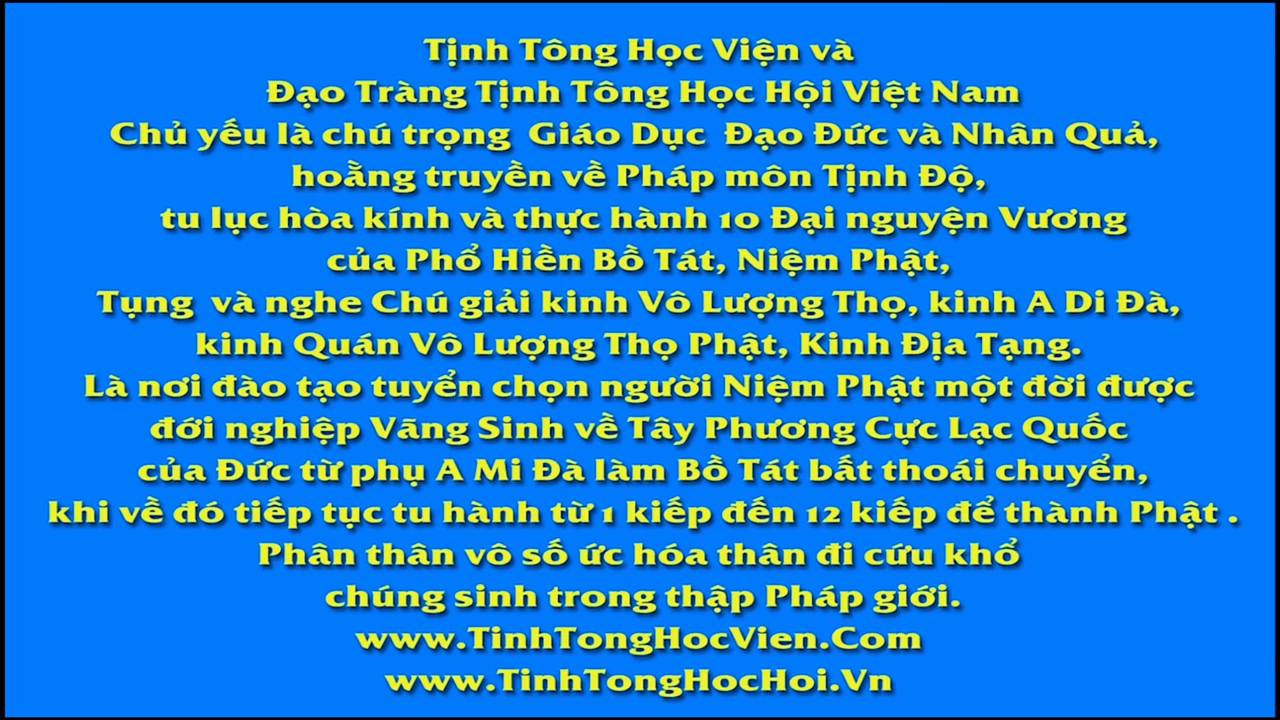 Tịnh Tông Học Viện và
Đạo Tràng Tịnh Tông Học Hội Việt Nam
Chủ yếu là chú trọng Giáo Dục Đạo Đức và Nhân Quả,
hoằng truyền về Pháp môn Tịnh Độ,
tu lục hòa kính và thực hành 10 Đại nguyện Vương
của Phổ Hiền Bồ Tát, Niệm Phật,
Tụng và nghe Chú giải kinh Vô Lượng Thọ, kinh A Di Đà,
kinh Quán Vô Lượng Thọ Phật, Kinh Địa Tạng.
Là nơi đào tạo tuyển chọn người Niệm Phật một đời được
đới nghiệp Vãng Sinh về Tây Phương Cực Lạc Quốc
của Đức từ phụ A Mi Đà làm Bồ Tát bất thoái chuyển,
khi về đó tiếp tục tu hành từ 1 kiếp đến 12 kiếp để thành Phật .
Phân thân vô số ức hóa thân đi cứu khổ
chúng sinh trong thập Pháp giới.
www.TinhTongHocVien.Com
www.TinhTongHocHoi.Vn